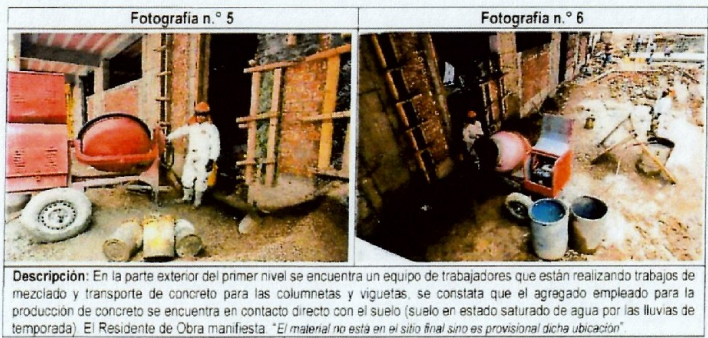 Fotografía n.° 5
Fotografía n.° 6
Descripción: En la parte exterior del primer nivel se encuentra un equipo de trabajadores que están realizando trabajos de
mezclado y transporte de concreto para las columnetas y viguetas, se constata que el agregado empleado para la
producción de concreto se encuentra en contacto directo con el suelo (suelo en estado saturado de agua por las lluvias de
temporada). El Residente de Obra manifiesta. "El material no está en el sitio final sino es provisional dicha ubicación".